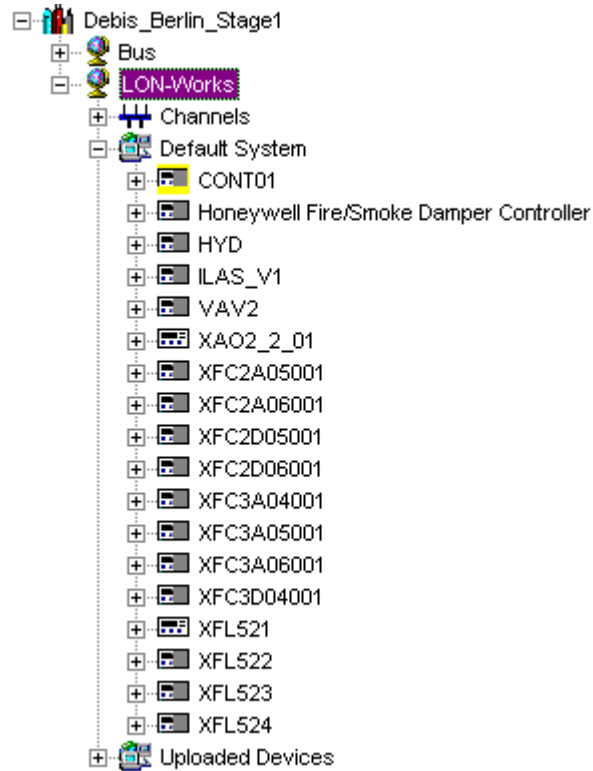 Debis_Berlin_Stage1
Bus
LON-Works
Channels
Default System
CONT01
Honeywell Fire/Smoke Damper Controller
HYD
ILAS_V1
VAV2
XAO2_2_01
XFC2A05001
XFC2A06001
XFC2D05001
XFC2D06001
XFC3A04001
XFC3A05001
XFC3A06001
XFC3D04001
XFL521
XFL522
XFL523
XFL524
Uploaded Devices